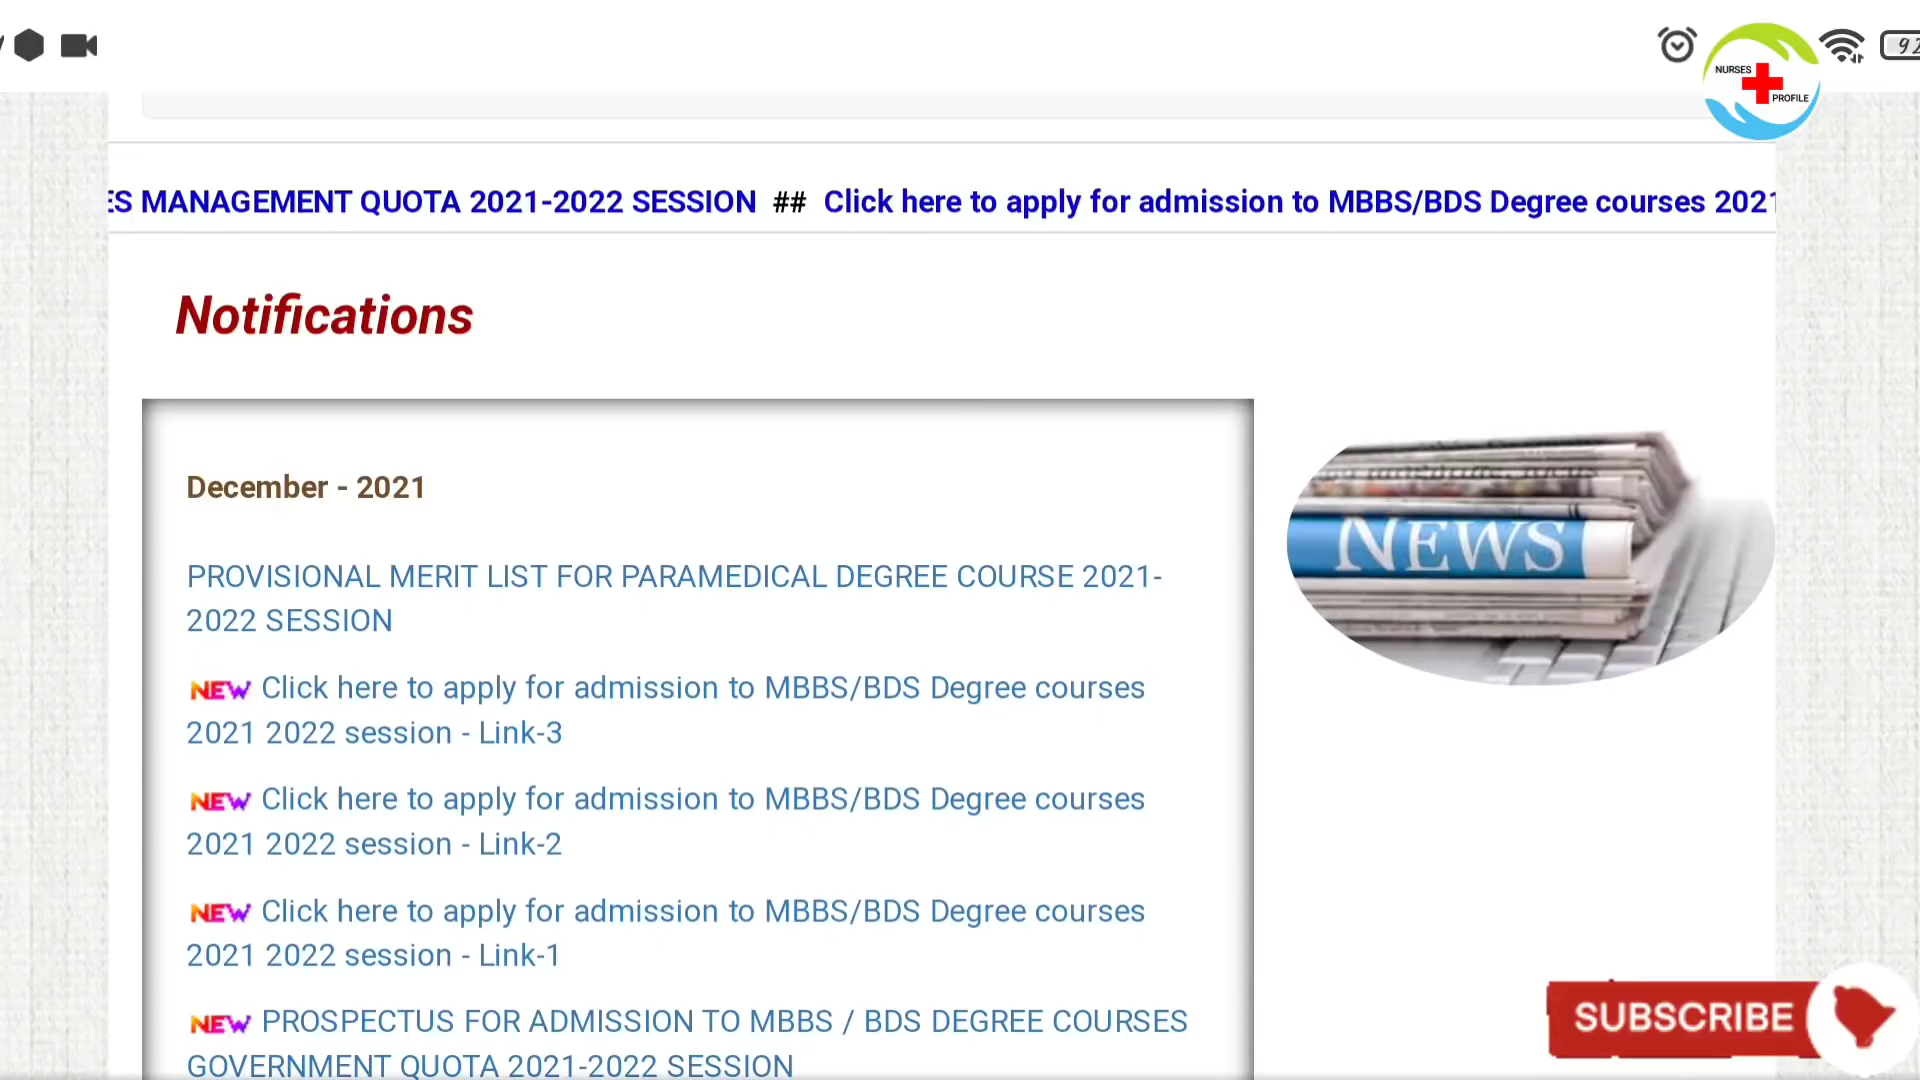 92
NURSES
PROFILE
ES MANAGEMENT QUOTA 2021-2022 SESSION ## Click here to apply for admission to MBBS/BDS Degree courses 2021
Notifications
December - 2021
PROVISIONAL MERIT LIST FOR PARAMEDICAL DEGREE COURSE 2021-
2022 SESSION
NEW Click here to apply for admission to MBBS/BDS Degree courses
2021 2022 session - Link-3
NEW Click here to apply for admission to MBBS/BDS Degree courses
2021 2022 session - Link-2
NEW Click here to apply for admission to MBBS/BDS Degree courses
2021 2022 session - Link-1
NEW PROSPECTUS FOR ADMISSION TO MBBS / BDS DEGREE COURSES
GOVERNMENT QUOTA 2021-2022 SESSION
NEWS
SUBSCRIBE